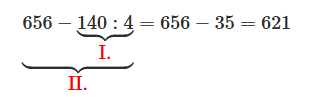 656 − 140 : 4 = 656 − 35 = 621
I.
II.